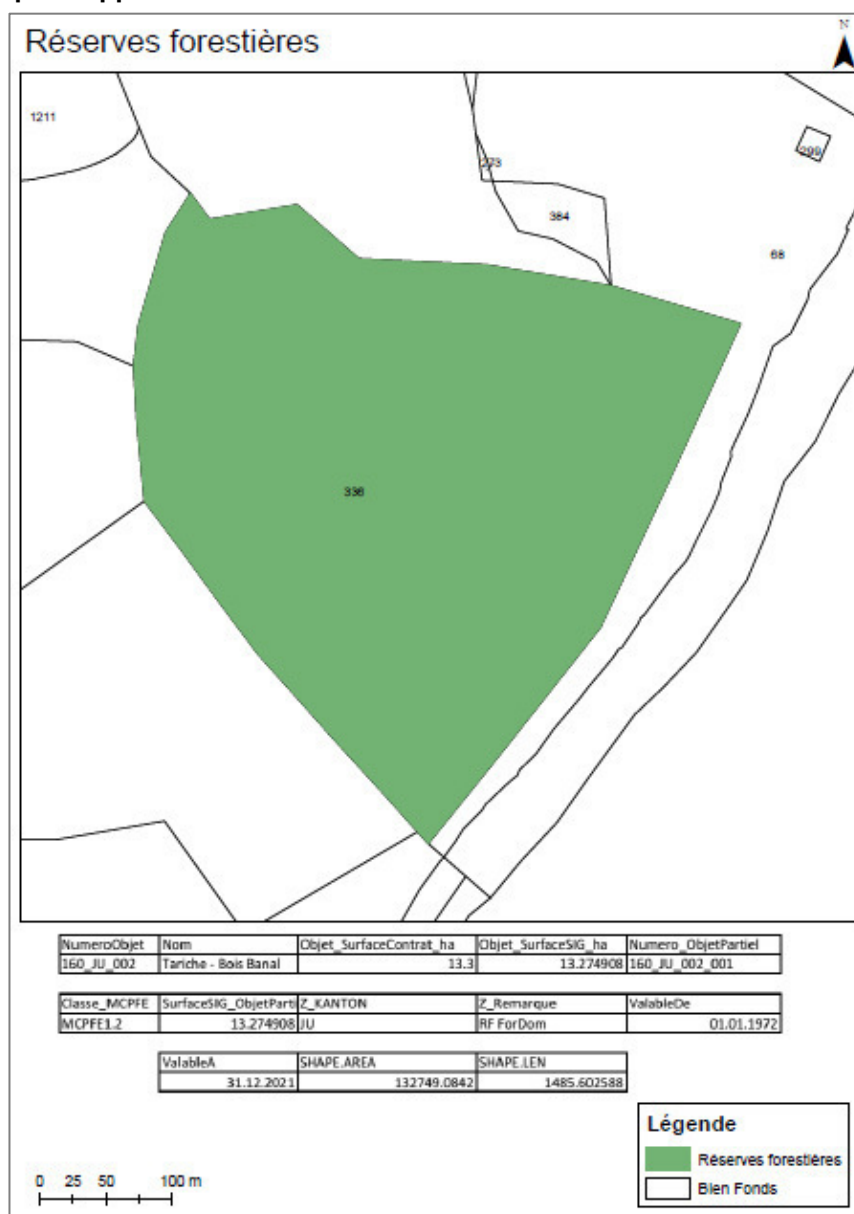 Réserves forestières
N
1211
273
299
384
68
336
NumeroObjet Nom Objet_SurfaceContrat_ha Objet_SurfaceSIG_ha Numero_ObjetPartiel
160_JU_002 Tariche - Bois Banal 13.3 13.274908 160_JU_002_001
Classe_MCPFE SurfaceSIG_ObjetParti Z_KANTON Z_Remarque ValableDe
MCPFE1.2 13.274908 JU RF ForDom 01.01.1972
ValableA SHAPE.AREA SHAPE.LEN
31.12.2021 132749.0842 1485.602588
Légende
Réserves forestières
Bien Fonds
0 25 50 100 m